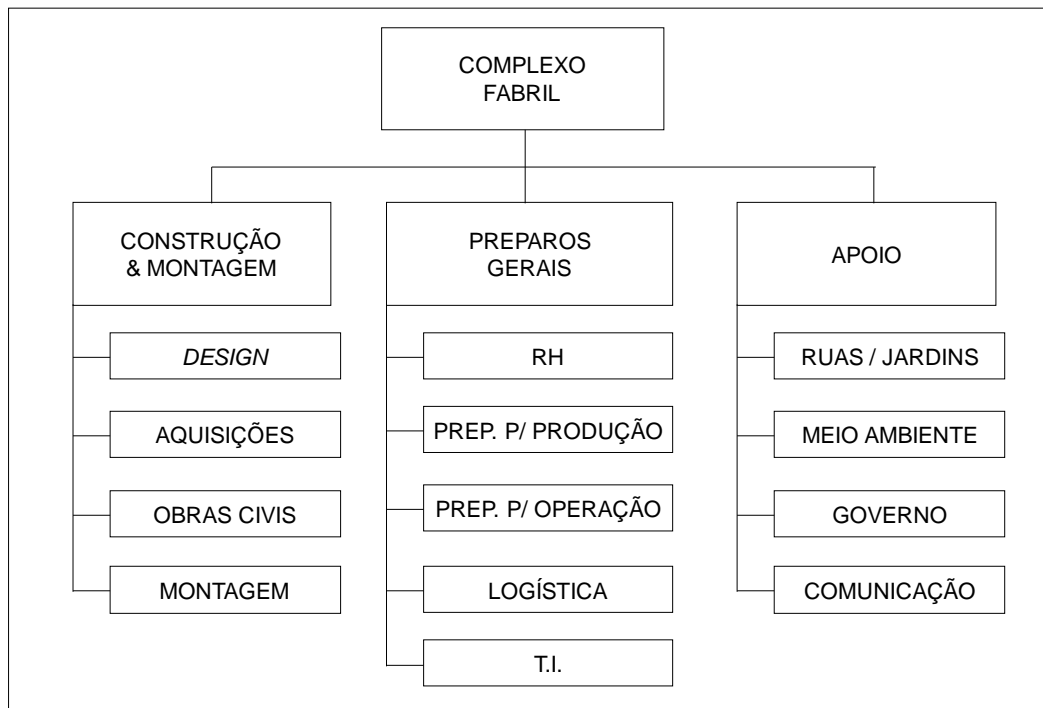 COMPLEXO
FABRIL
CONSTRUÇÃO
& MONTAGEM
DESIGN
AQUISIÇÕES
OBRAS CIVIS
MONTAGEM
PREPAROS
GERAIS
RH
PREP. P/ PRODUÇÃO
PREP. P/ OPERAÇÃO
LOGÍSTICA
T.I.
APOIO
RUAS / JARDINS
MEIO AMBIENTE
GOVERNO
COMUNICAÇÃO